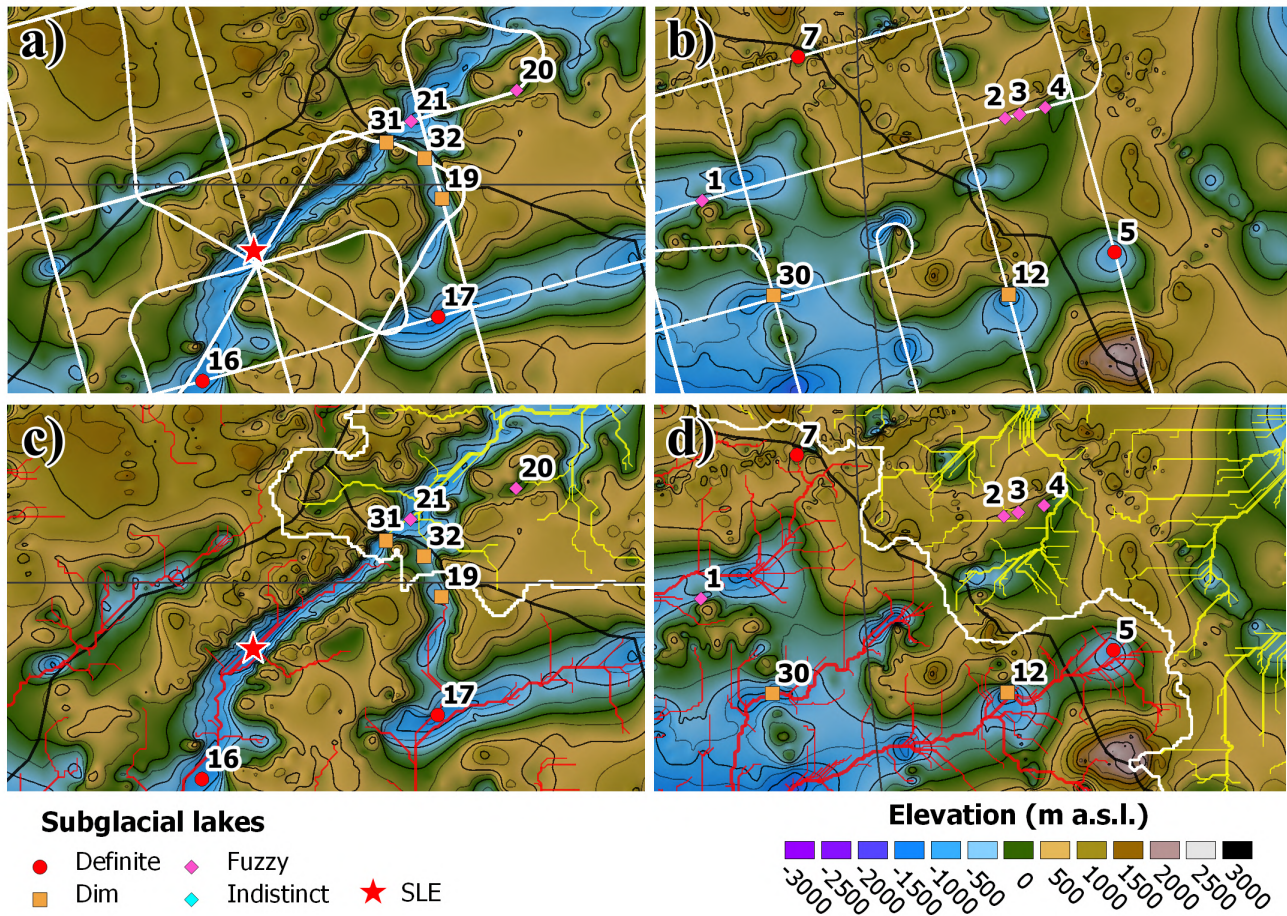 a)
20
21
31
32
19
17
16
b)
7
2 3 4
1
5
30
12
c)
20
21
31
32
19
17
16
d)
7
2 3 4
1
5
30
12
Subglacial lakes
Definite
Fuzzy
Dim
Indistinct
SLE
Elevation (m a.s.l.)
-3000 -2500 -2000 -1500 -1000 -500 0 500 1000 1500 2000 2500 3000